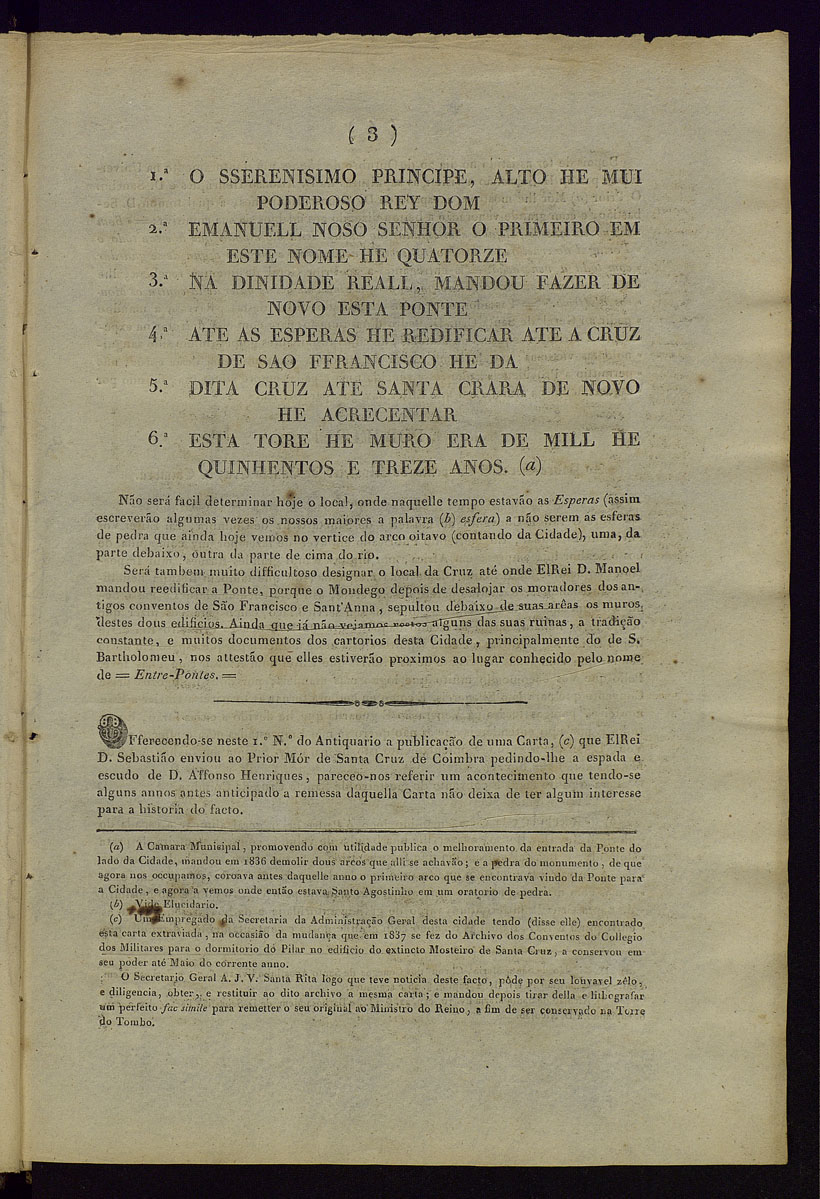 ( 3 )
1.ª O SSERENISIMO PRINCIPE, ALTO HE MUI
PODEROSO REY DOM
2.ª EMANUELL NOSO SENHOR O PRIMEIRO EM
ESTE NOME HE QUATORZE
3.ª NA DINIDADE REALL, MANDOU FAZER DE
NOVO ESTA PONTE
4.ª ATE AS ESPERAS HE REDIFICAR ATE A CRUZ
DE SAO FFRANCISCO HE DA
5.ª DITA CRUZ ATE SANTA CRARA DE NOVO
HE ACRECENTAR
6.ª ESTA TORE HE MURO ERA DE MILL HE
QUINHENTOS E TREZE ANOS. (a)
Não será facil determinar hoje o local, onde naquelle tempo estavão as Esperas (assim
escreverão algumas vezes os nossos maiores a palavra (b) esfera) a não serem as esferas
de pedra que ainda hoje vemos no vertice do arco oitavo (contando da Cidade), uma, da
parte debaixo, outra da parte de cima do rio.
Será tambem muito difficultoso designar o local da Cruz até onde ElRei D. Manoel
mandou reedificar a Ponte, porque o Mondego depois de desalojar os moradores dos an-
tigos conventos de São Francisco e Sant'Anna, sepultou debaixo de suas arêas os muros
destes dous edificios. Ainda que já não vejamos restos alguns das suas ruinas, a tradição
constante, e muitos documentos dos cartorios desta Cidade, principalmente do de S.
Bartholomeu, nos attestão que elles estiverão proximos ao lugar conhecido pelo nome
de = Entre-Pontes. =
OFferecendo-se neste 1.º N.º do Antiquario a publicação de uma Carta, (c) que ElRei
D. Sebastião enviou ao Prior Mór de Santa Cruz de Coimbra pedindo-lhe a espada e
escudo de D. Affonso Henriques, pareceo-nos referir um acontecimento que tendo-se
alguns annos antes anticipado a remessa daquella Carta não deixa de ter algum interesse
para a historia do facto.
(a) A Camara Munisipal, promovendo com utilidade publica o melhoramento da entrada da Ponte do
lado da Cidade, mandou em 1836 demolir dous arcos que alli se achavão; e a pedra do monumento, de que
agora nos occupamos, coroava antes daquelle anno o primeiro arco que se encontrava vindo da Ponte para
a Cidade, e agora a vemos onde então estava Santo Agostinho em um oratorio de pedra.
(b) Vide Elucidario.
(c) Um Empregado da Secretaria da Administração Geral desta cidade tendo (disse elle) encontrado
esta carta extraviada, na occasião da mudança que em 1837 se fez do Archivo dos Conventos do Collegio
dos Militares para o dormitorio do Pilar no edificio do extincto Mosteiro de Santa Cruz, a conservou em
seu poder até Maio do corrente anno.
O Secretario Geral A. J. V. Santa Rita logo que teve noticia deste facto, pôde por seu louvavel zêlo,
e diligencia, obter, e restituir ao dito archivo a mesma carta; e mandou depois tirar della e lithografar
um perfeito fac simile para remetter o seu original ao Ministro do Reino, a fim de ser conservado na Torre
do Tombo.